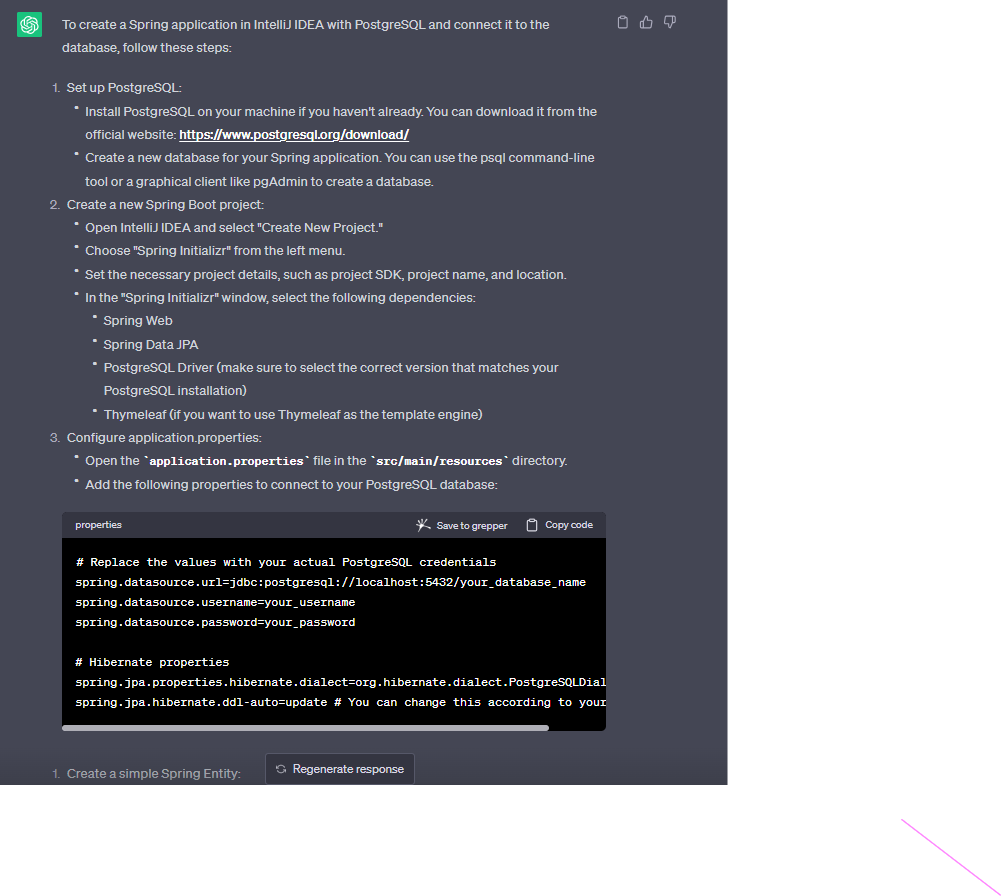 To create a Spring application in IntelliJ IDEA with PostgreSQL and connect it to the
database, follow these steps:
1. Set up PostgreSQL:
• Install PostgreSQL on your machine if you haven't already. You can download it from the
official website: https://www.postgresql.org/download/
• Create a new database for your Spring application. You can use the psql command-line
tool or a graphical client like pgAdmin to create a database.
2. Create a new Spring Boot project:
• Open IntelliJ IDEA and select "Create New Project."
• Choose "Spring Initializr" from the left menu.
• Set the necessary project details, such as project SDK, project name, and location.
• In the "Spring Initializr" window, select the following dependencies:
• Spring Web
• Spring Data JPA
• PostgreSQL Driver (make sure to select the correct version that matches your
PostgreSQL installation)
• Thymeleaf (if you want to use Thymeleaf as the template engine)
3. Configure application.properties:
• Open the `application.properties` file in the `src/main/resources` directory.
• Add the following properties to connect to your PostgreSQL database:
properties Save to grepper Copy code
# Replace the values with your actual PostgreSQL credentials
spring.datasource.url=jdbc:postgresql://localhost:5432/your_database_name
spring.datasource.username=your_username
spring.datasource.password=your_password
# Hibernate properties
spring.jpa.properties.hibernate.dialect=org.hibernate.dialect.PostgreSQLDial
spring.jpa.hibernate.ddl-auto=update # You can change this according to your
1. Create a simple Spring Entity:
Regenerate response